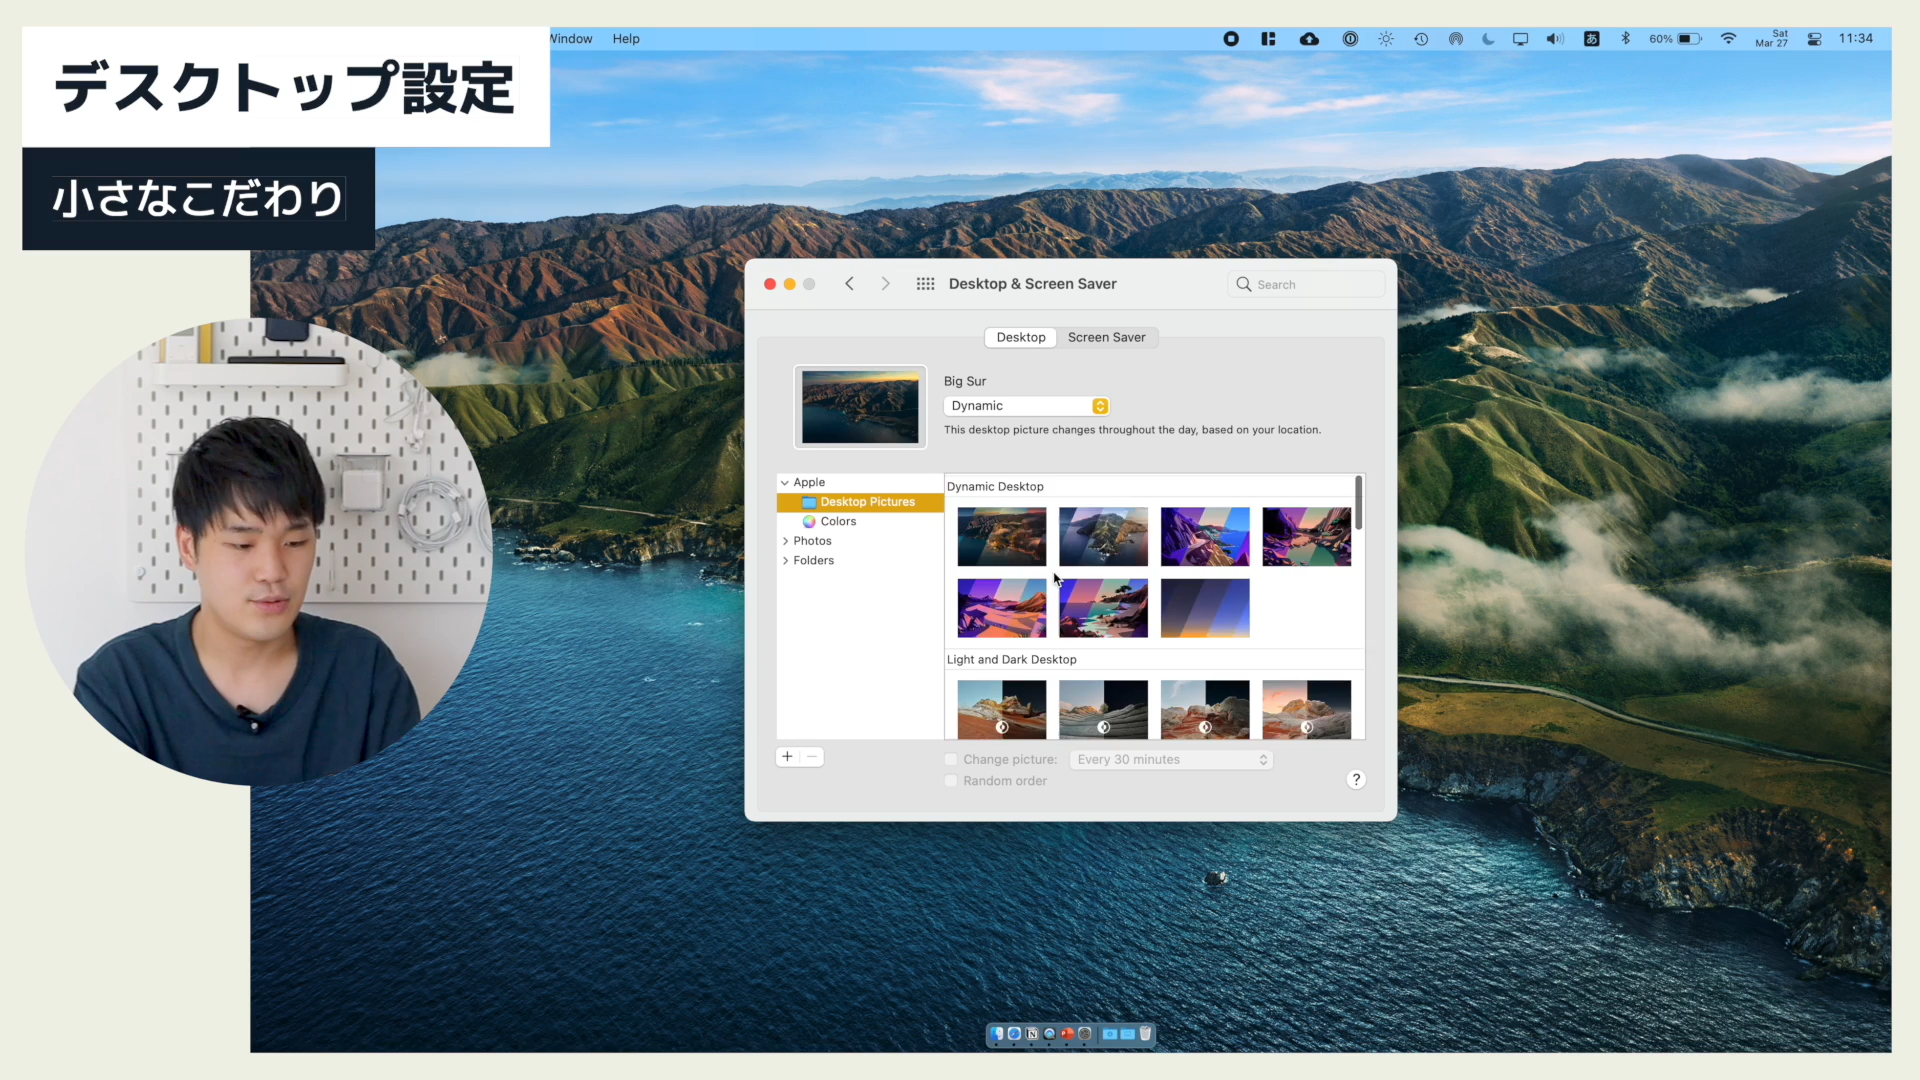 デスクトップ設定
小さなこだわり
Window Help
あ 60% Sat Mar 27 11:34
Desktop & Screen Saver
Search
Desktop Screen Saver
Big Sur
Dynamic
This desktop picture changes throughout the day, based on your location.
Apple
Desktop Pictures
Colors
Photos
Folders
Dynamic Desktop
Light and Dark Desktop
+ −
Change picture: Every 30 minutes
Random order
?